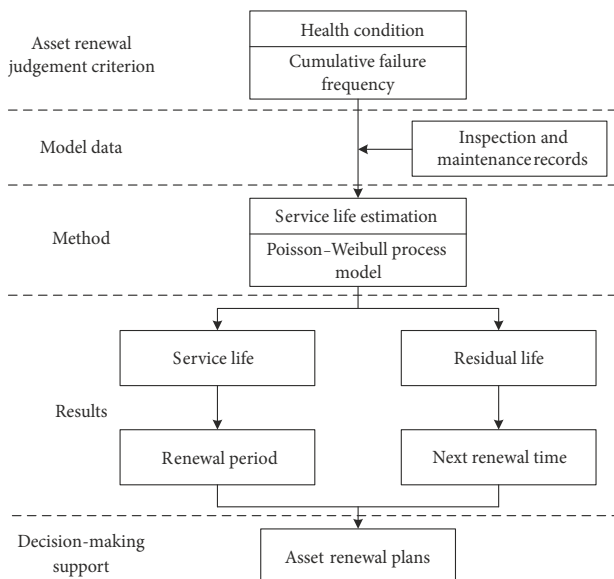 Asset renewal
judgement criterion
Health condition
Cumulative failure
frequency
Model data
Inspection and
maintenance records
Method
Service life estimation
Poisson–Weibull process
model
Results
Service life
Residual life
Renewal period
Next renewal time
Decision-making
support
Asset renewal plans